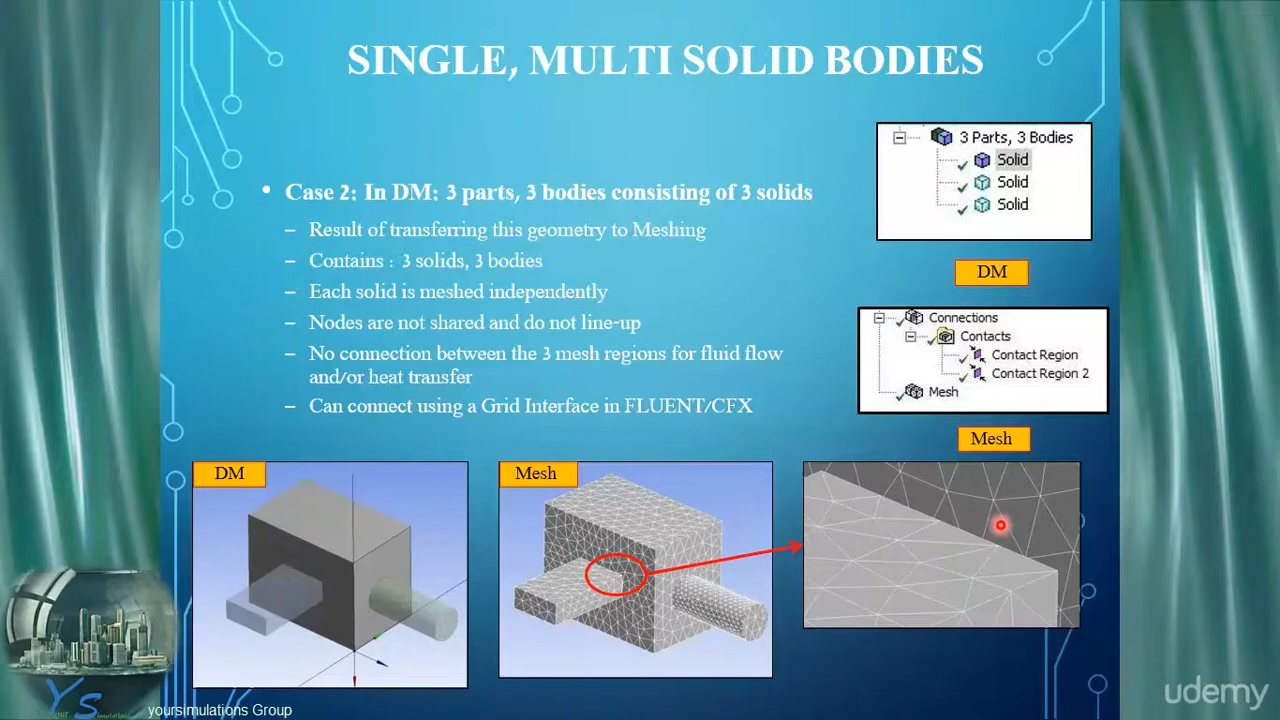 SINGLE, MULTI SOLID BODIES
• Case 2: In DM: 3 parts, 3 bodies consisting of 3 solids
– Result of transferring this geometry to Meshing
– Contains : 3 solids, 3 bodies
– Each solid is meshed independently
– Nodes are not shared and do not line-up
– No connection between the 3 mesh regions for fluid flow
and/or heat transfer
– Can connect using a Grid Interface in FLUENT/CFX
3 Parts, 3 Bodies
Solid
Solid
Solid
DM
Connections
Contacts
Contact Region
Contact Region 2
Mesh
Mesh
DM
Mesh
yoursimulations Group
udemy